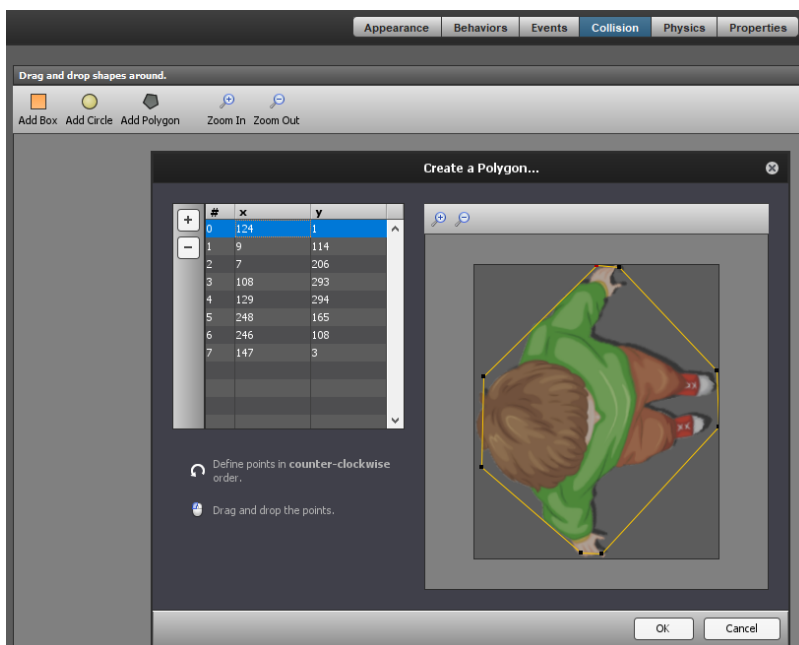 Appearance Behaviors Events Collision Physics Properties
Drag and drop shapes around.
Add Box Add Circle Add Polygon Zoom In Zoom Out
Create a Polygon...
# x y
0 124 1
1 9 114
2 7 206
3 108 293
4 129 294
5 248 165
6 246 108
7 147 3
Define points in counter-clockwise
order.
Drag and drop the points.
OK Cancel